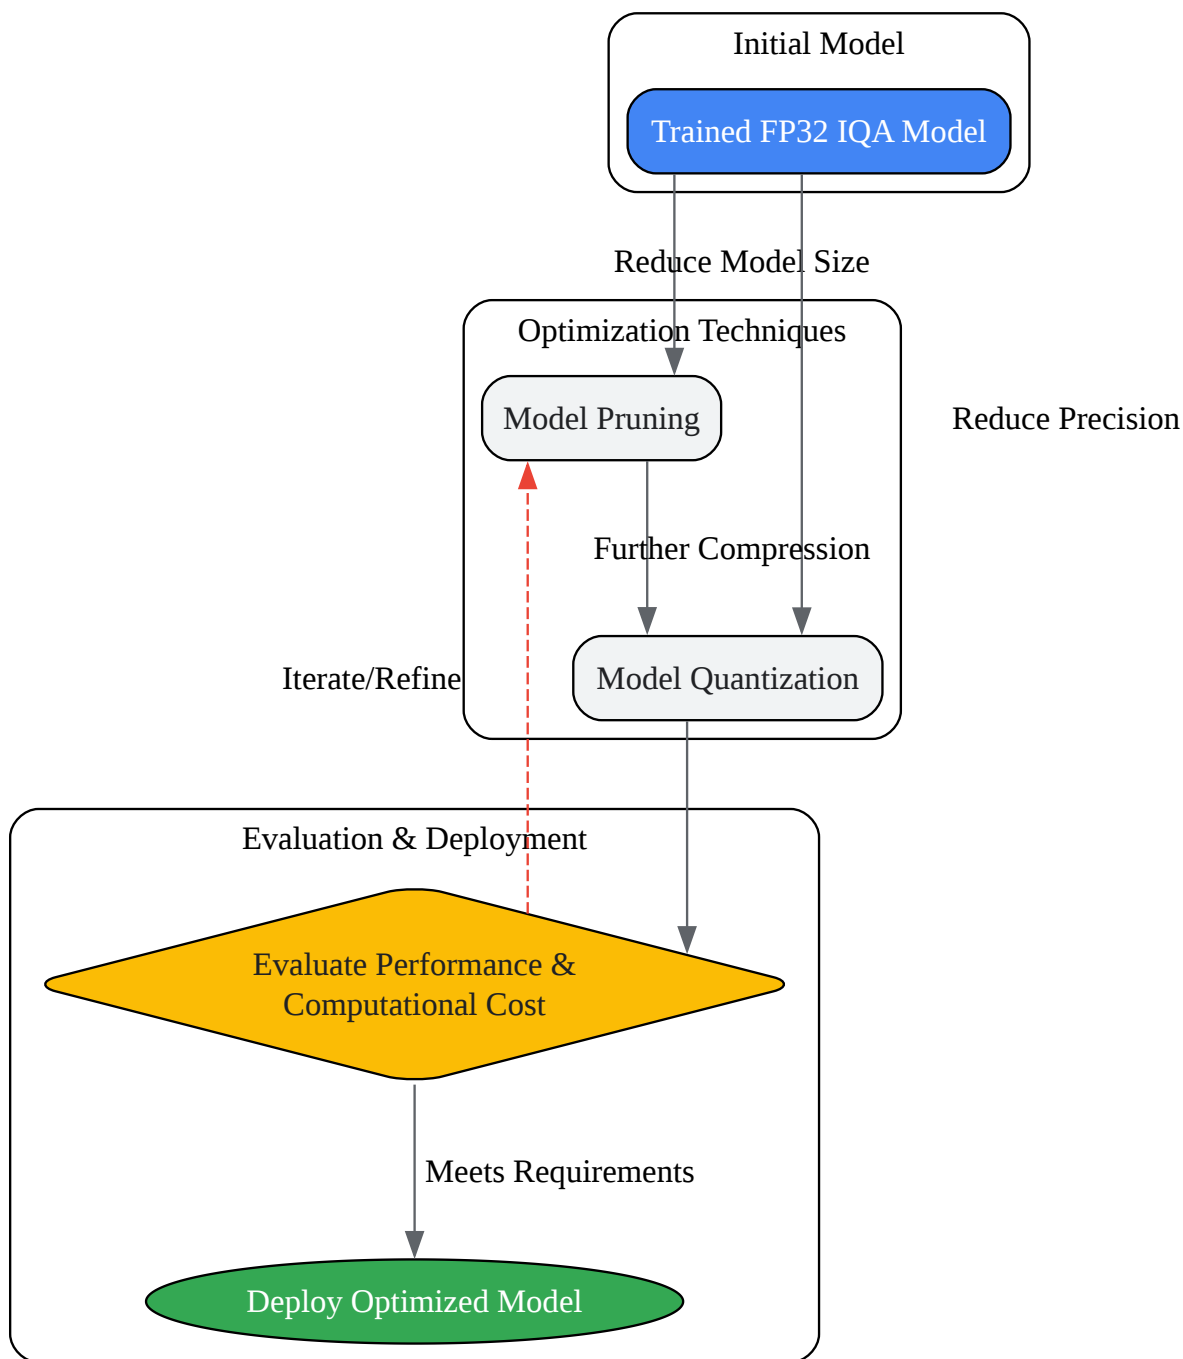 Initial Model
Trained FP32 IQA Model
Reduce Model Size
Optimization Techniques
Model Pruning
Reduce Precision
Further Compression
Iterate/Refine
Model Quantization
Evaluation & Deployment
Evaluate Performance &
Computational Cost
Meets Requirements
Deploy Optimized Model